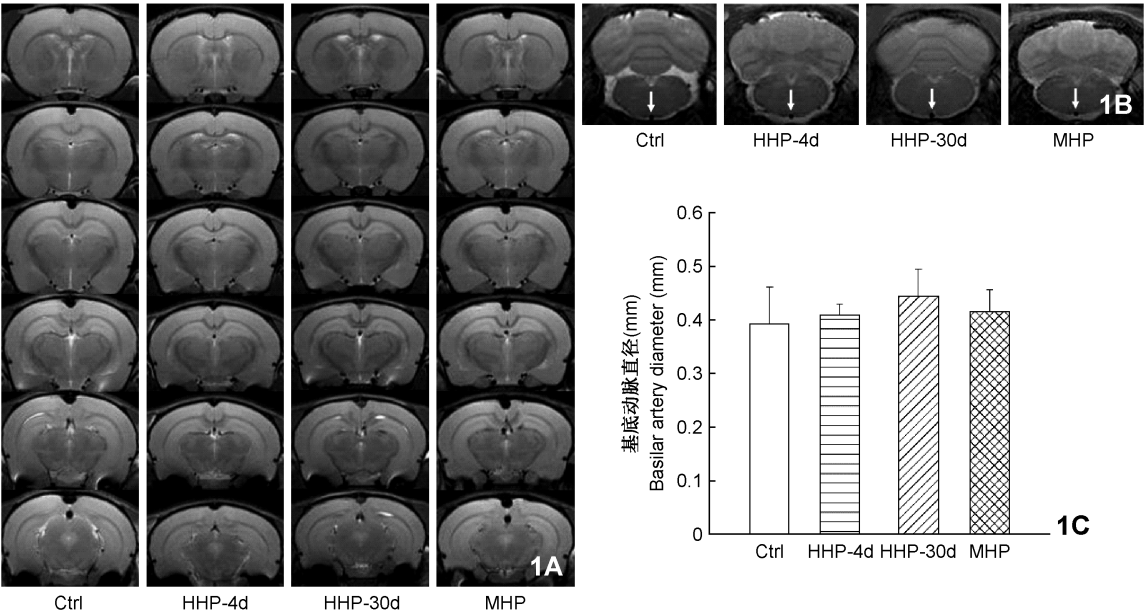 1A
Ctrl
HHP-4d
HHP-30d
MHP
1B
Ctrl
HHP-4d
HHP-30d
MHP
基底动脉直径(mm)
Basilar artery diameter (mm)
0.6
0.5
0.4
0.3
0.2
0.1
0
Ctrl
HHP-4d
HHP-30d
MHP
1C